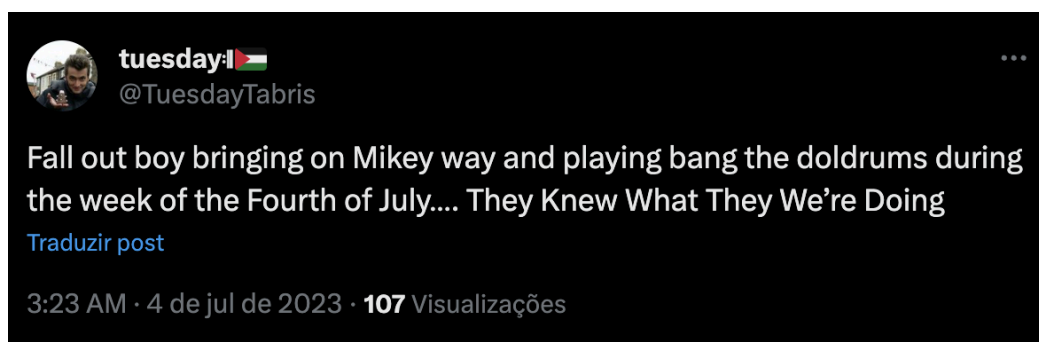 tuesday🇵🇸
@TuesdayTabris
Fall out boy bringing on Mikey way and playing bang the doldrums during
the week of the Fourth of July.... They Knew What They We’re Doing
Traduzir post
3:23 AM · 4 de jul de 2023 · 107 Visualizações